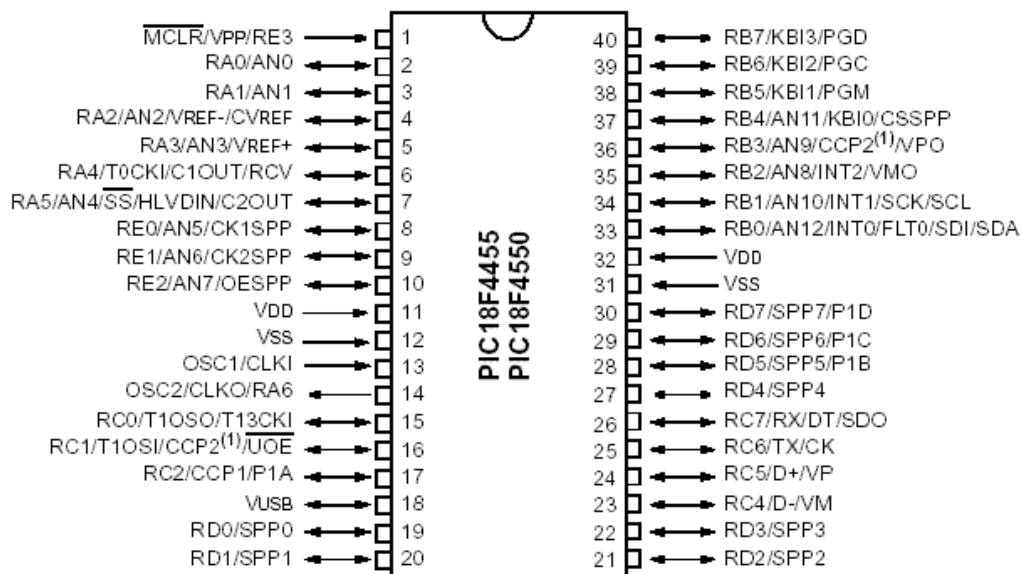 MCLR/VPP/RE3 1
RA0/AN0 2
RA1/AN1 3
RA2/AN2/VREF-/CVREF 4
RA3/AN3/VREF+ 5
RA4/T0CKI/C1OUT/RCV 6
RA5/AN4/SS/HLVDIN/C2OUT 7
RE0/AN5/CK1SPP 8
RE1/AN6/CK2SPP 9
RE2/AN7/OESPP 10
VDD 11
VSS 12
OSC1/CLKI 13
OSC2/CLKO/RA6 14
RC0/T1OSO/T13CKI 15
RC1/T1OSI/CCP2(1)/UOE 16
RC2/CCP1/P1A 17
VUSB 18
RD0/SPP0 19
RD1/SPP1 20
PIC18F4455
PIC18F4550
40 RB7/KBI3/PGD
39 RB6/KBI2/PGC
38 RB5/KBI1/PGM
37 RB4/AN11/KBI0/CSSPP
36 RB3/AN9/CCP2(1)/VPO
35 RB2/AN8/INT2/VMO
34 RB1/AN10/INT1/SCK/SCL
33 RB0/AN12/INT0/FLT0/SDI/SDA
32 VDD
31 VSS
30 RD7/SPP7/P1D
29 RD6/SPP6/P1C
28 RD5/SPP5/P1B
27 RD4/SPP4
26 RC7/RX/DT/SDO
25 RC6/TX/CK
24 RC5/D+/VP
23 RC4/D-/VM
22 RD3/SPP3
21 RD2/SPP2